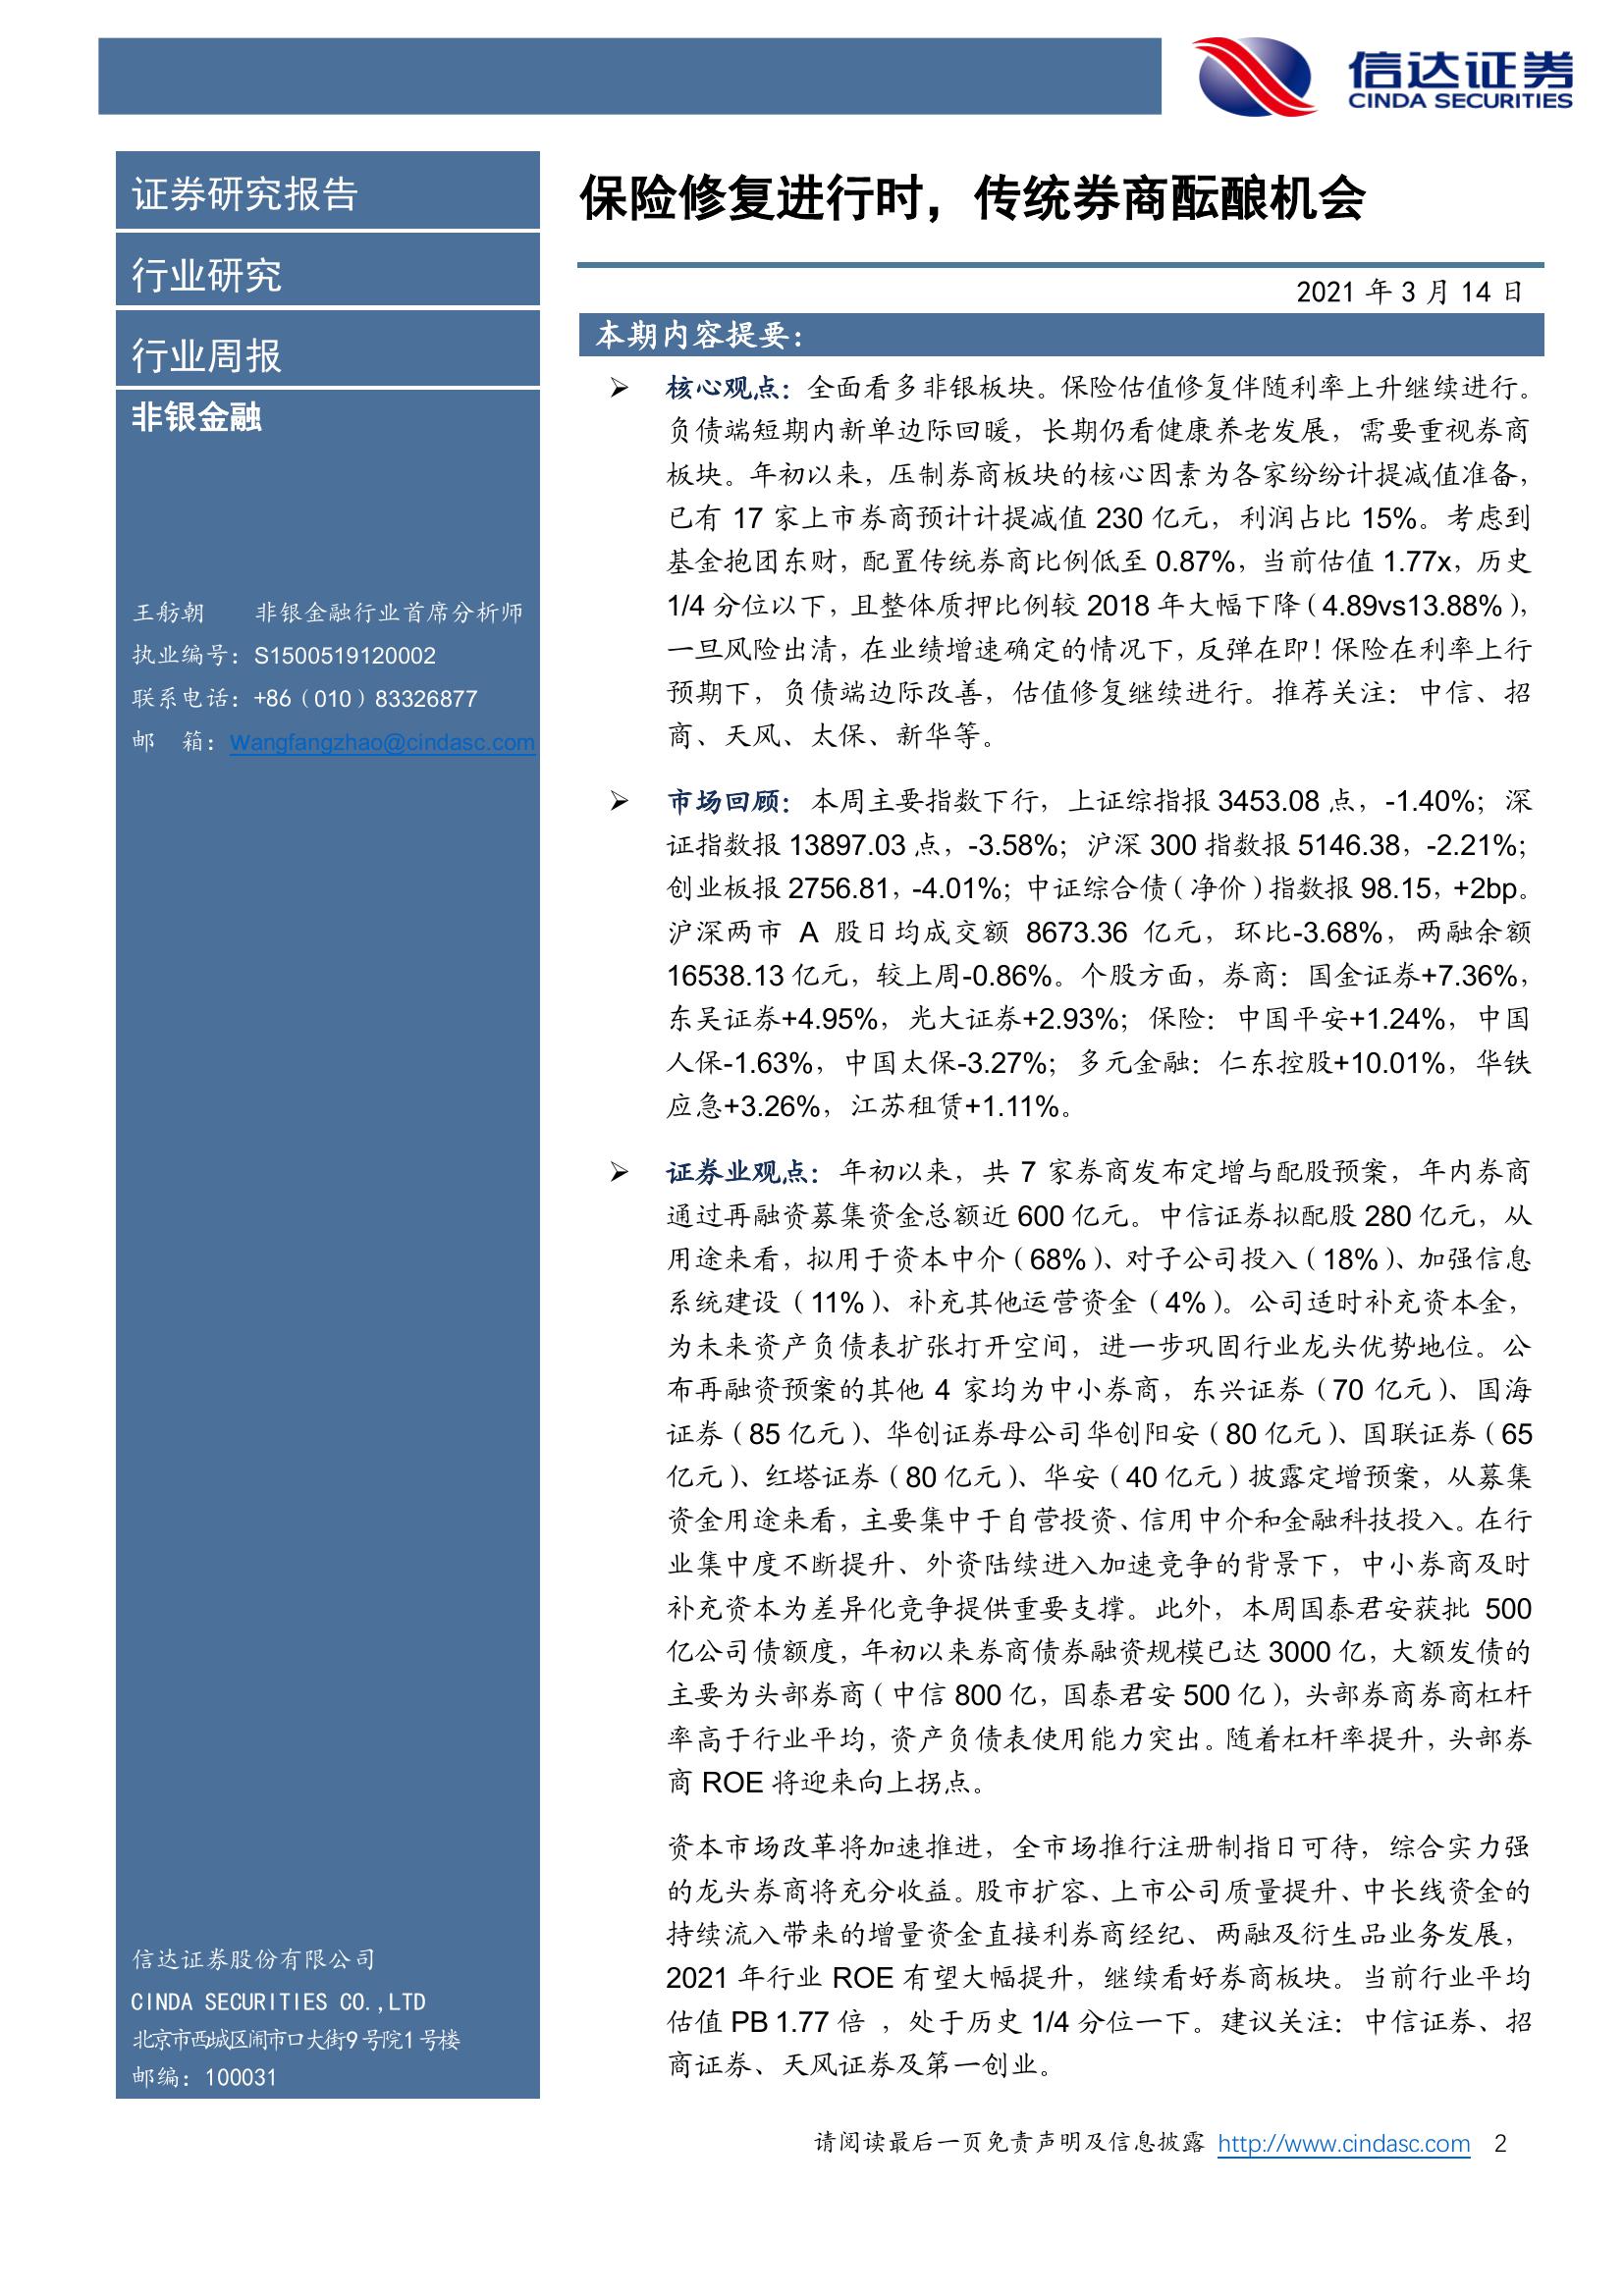 信达证券
CINDA SECURITIES
证券研究报告
行业研究
行业周报
非银金融
王舫朝 非银金融行业首席分析师
执业编号：S1500519120002
联系电话：+86（010）83326877
邮 箱：Wangfangzhao@cindasc.com
信达证券股份有限公司
CINDA SECURITIES CO.,LTD
北京市西城区闹市口大街9号院1号楼
邮编：100031
保险修复进行时，传统券商酝酿机会
2021 年 3 月 14 日
本期内容提要：
➢ 核心观点：全面看多非银板块。保险估值修复伴随利率上升继续进行。
负债端短期内新单边际回暖，长期仍看健康养老发展，需要重视券商
板块。年初以来，压制券商板块的核心因素为各家纷纷计提减值准备，
已有 17 家上市券商预计计提减值 230 亿元，利润占比 15%。考虑到
基金抱团东财，配置传统券商比例低至 0.87%，当前估值 1.77x，历史
1/4 分位以下，且整体质押比例较 2018 年大幅下降（4.89vs13.88%），
一旦风险出清，在业绩增速确定的情况下，反弹在即！保险在利率上行
预期下，负债端边际改善，估值修复继续进行。推荐关注：中信、招
商、天风、太保、新华等。
➢ 市场回顾：本周主要指数下行，上证综指报 3453.08 点，-1.40%；深
证指数报 13897.03 点，-3.58%；沪深 300 指数报 5146.38，-2.21%；
创业板报 2756.81，-4.01%；中证综合债（净价）指数报 98.15，+2bp。
沪深两市 A 股日均成交额 8673.36 亿元，环比-3.68%，两融余额
16538.13 亿元，较上周-0.86%。个股方面，券商：国金证券+7.36%，
东吴证券+4.95%，光大证券+2.93%；保险：中国平安+1.24%，中国
人保-1.63%，中国太保-3.27%；多元金融：仁东控股+10.01%，华铁
应急+3.26%，江苏租赁+1.11%。
➢ 证券业观点：年初以来，共 7 家券商发布定增与配股预案，年内券商
通过再融资募集资金总额近 600 亿元。中信证券拟配股 280 亿元，从
用途来看，拟用于资本中介（68%）、对子公司投入（18%）、加强信息
系统建设（11%）、补充其他运营资金（4%）。公司适时补充资本金，
为未来资产负债表扩张打开空间，进一步巩固行业龙头优势地位。公
布再融资预案的其他 4 家均为中小券商，东兴证券（70 亿元）、国海
证券（85 亿元）、华创证券母公司华创阳安（80 亿元）、国联证券（65
亿元）、红塔证券（80 亿元）、华安（40 亿元）披露定增预案，从募集
资金用途来看，主要集中于自营投资、信用中介和金融科技投入。在行
业集中度不断提升、外资陆续进入加速竞争的背景下，中小券商及时
补充资本为差异化竞争提供重要支撑。此外，本周国泰君安获批 500
亿公司债额度，年初以来券商债券融资规模已达 3000 亿，大额发债的
主要为头部券商（中信 800 亿，国泰君安 500 亿），头部券商券商杠杆
率高于行业平均，资产负债表使用能力突出。随着杠杆率提升，头部券
商 ROE 将迎来向上拐点。
资本市场改革将加速推进，全市场推行注册制指日可待，综合实力强
的龙头券商将充分收益。股市扩容、上市公司质量提升、中长线资金的
持续流入带来的增量资金直接利券商经纪、两融及衍生品业务发展，
2021 年行业 ROE 有望大幅提升，继续看好券商板块。当前行业平均
估值 PB 1.77 倍 ，处于历史 1/4 分位一下。建议关注：中信证券、招
商证券、天风证券及第一创业。
请阅读最后一页免责声明及信息披露 http://www.cindasc.com 2